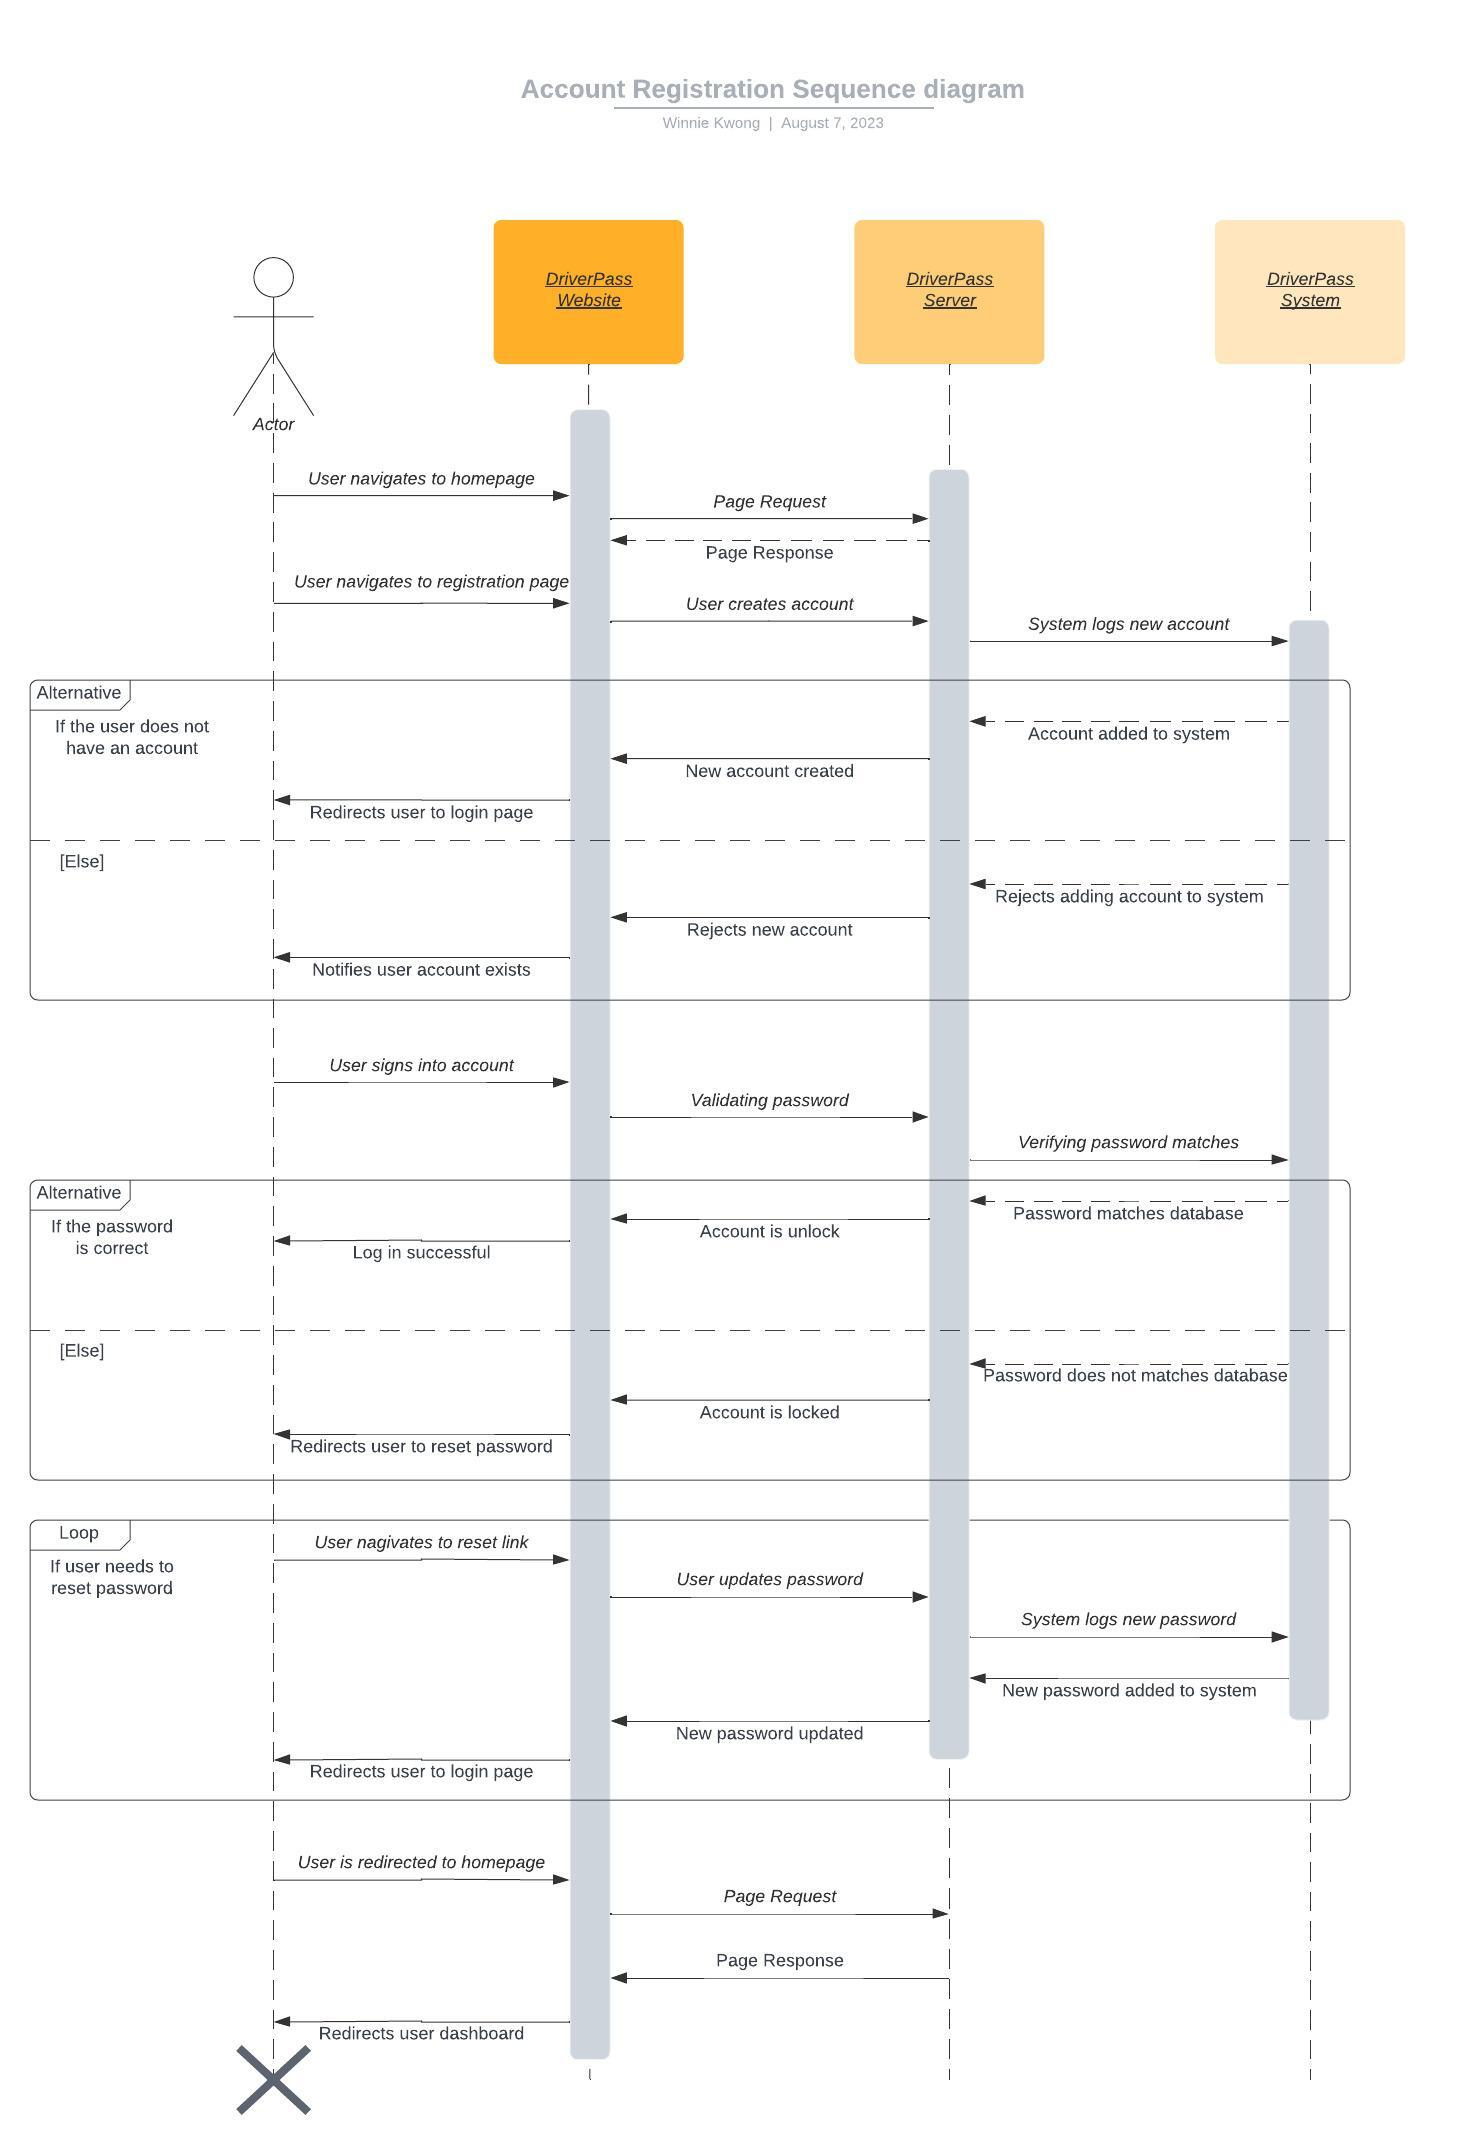 Account Registration Sequence diagram
Winnie Kwong | August 7, 2023
DriverPass
Website
DriverPass
Server
DriverPass
System
Actor
User navigates to homepage
Page Request
Page Response
User navigates to registration page
User creates account
System logs new account
Alternative
If the user does not
have an account
Account added to system
New account created
Redirects user to login page
[Else]
Rejects adding account to system
Rejects new account
Notifies user account exists
User signs into account
Validating password
Verifying password matches
Alternative
If the password
is correct
Password matches database
Account is unlock
Log in successful
[Else]
Password does not matches database
Account is locked
Redirects user to reset password
Loop
If user needs to
reset password
User nagivates to reset link
User updates password
System logs new password
New password added to system
New password updated
Redirects user to login page
User is redirected to homepage
Page Request
Page Response
Redirects user dashboard